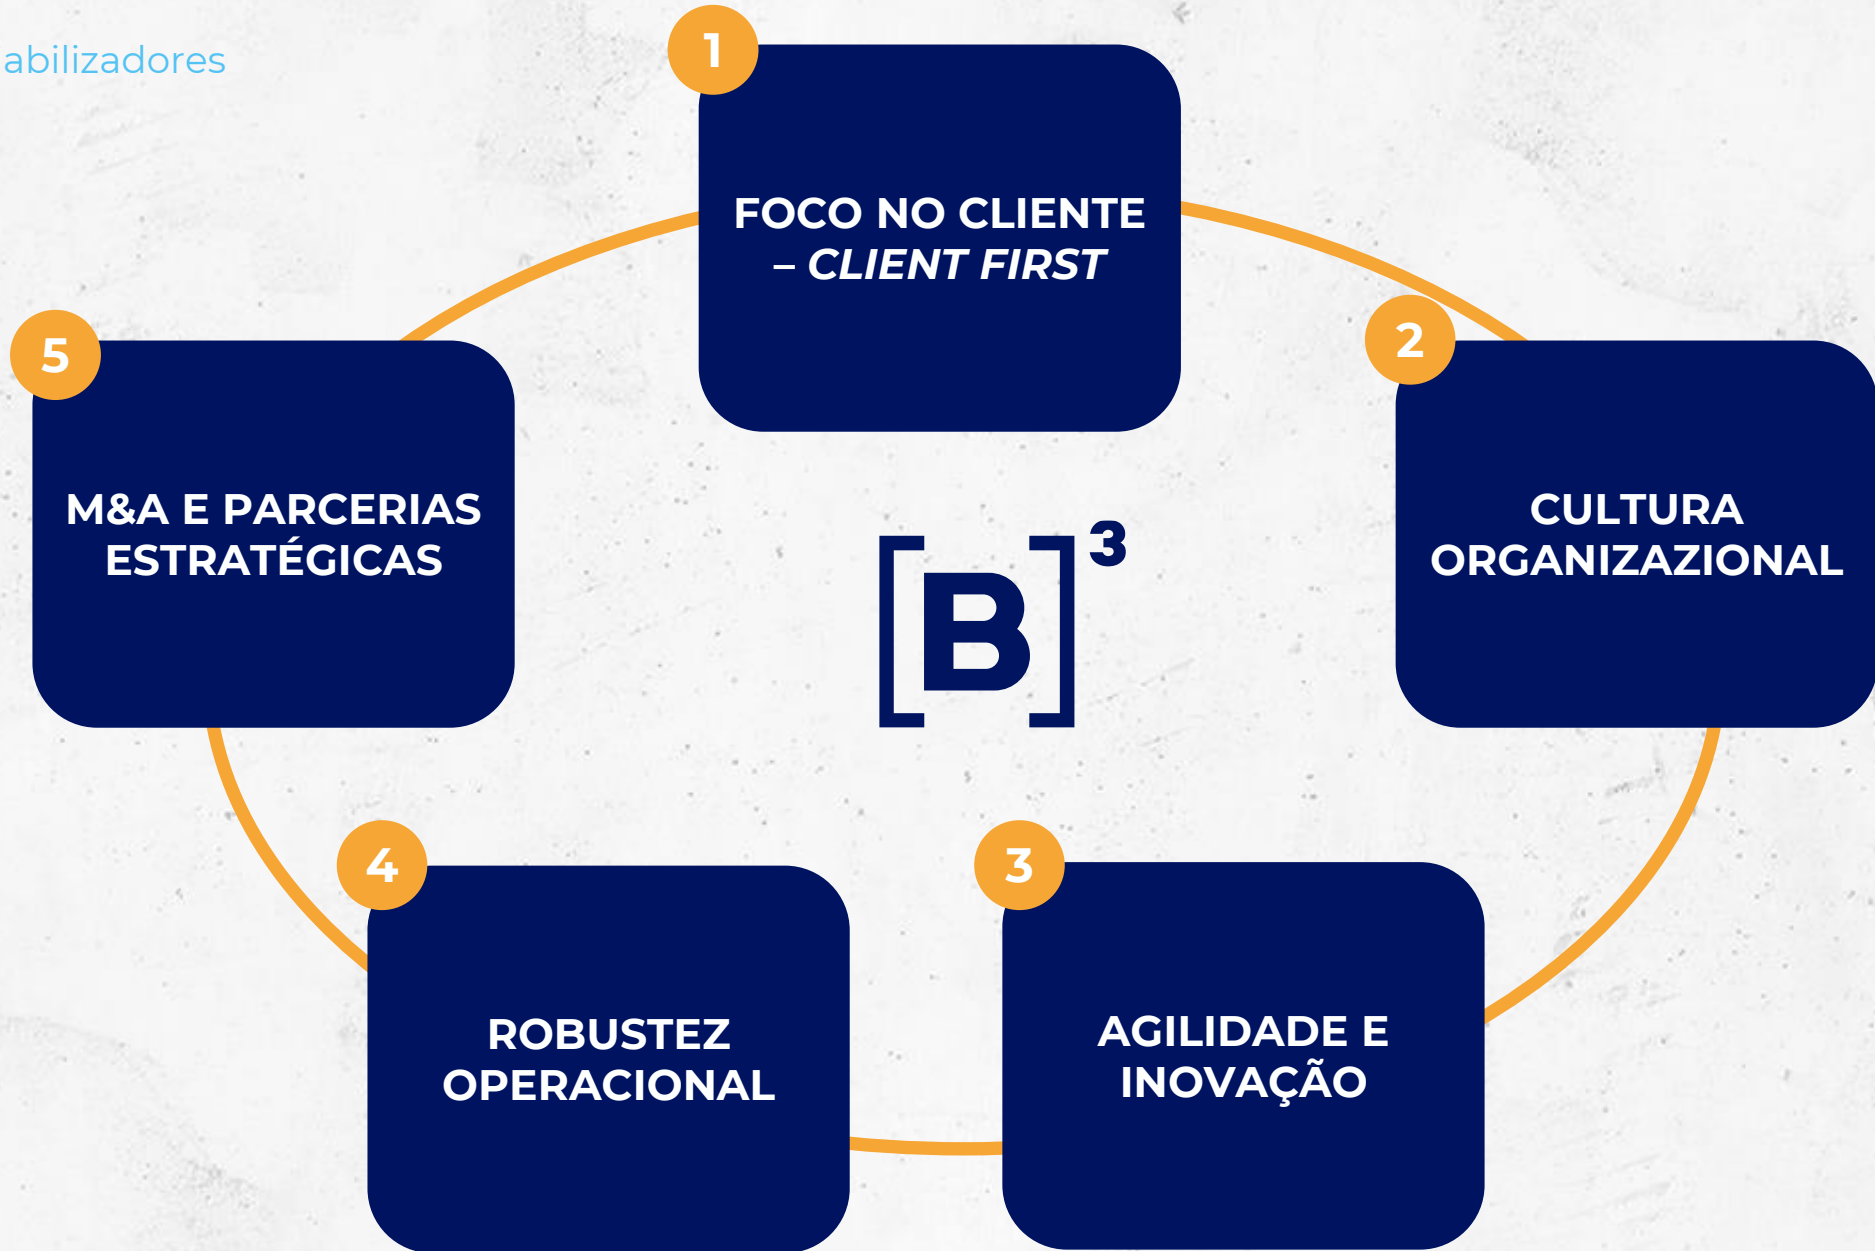 abilizadores
1
FOCO NO CLIENTE
– CLIENT FIRST
2
CULTURA
ORGANIZAZIONAL
3
AGILIDADE E
INOVAÇÃO
4
ROBUSTEZ
OPERACIONAL
5
M&A E PARCERIAS
ESTRATÉGICAS
[B]³